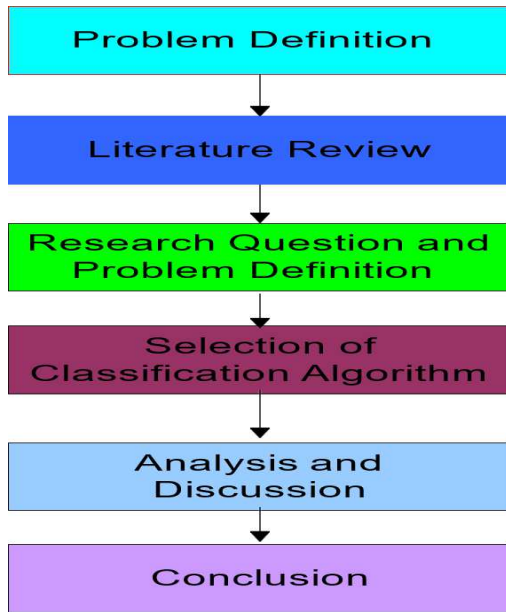 Problem Definition
Literature Review
Research Question and
Problem Definition
Selection of
Classification Algorithm
Analysis and
Discussion
Conclusion